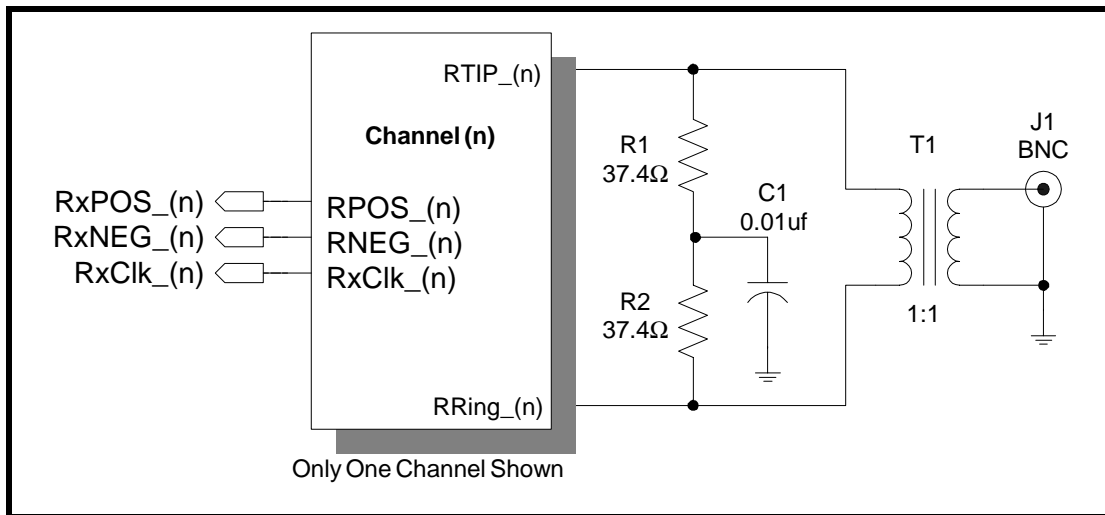 RTIP_(n)
Channel (n)
RxPOS_(n)
RPOS_(n)
RxNEG_(n)
RNEG_(n)
RxClk_(n)
RxClk_(n)
RRing_(n)
Only One Channel Shown
R1
37.4Ω
C1
0.01uf
R2
37.4Ω
T1
1:1
J1
BNC